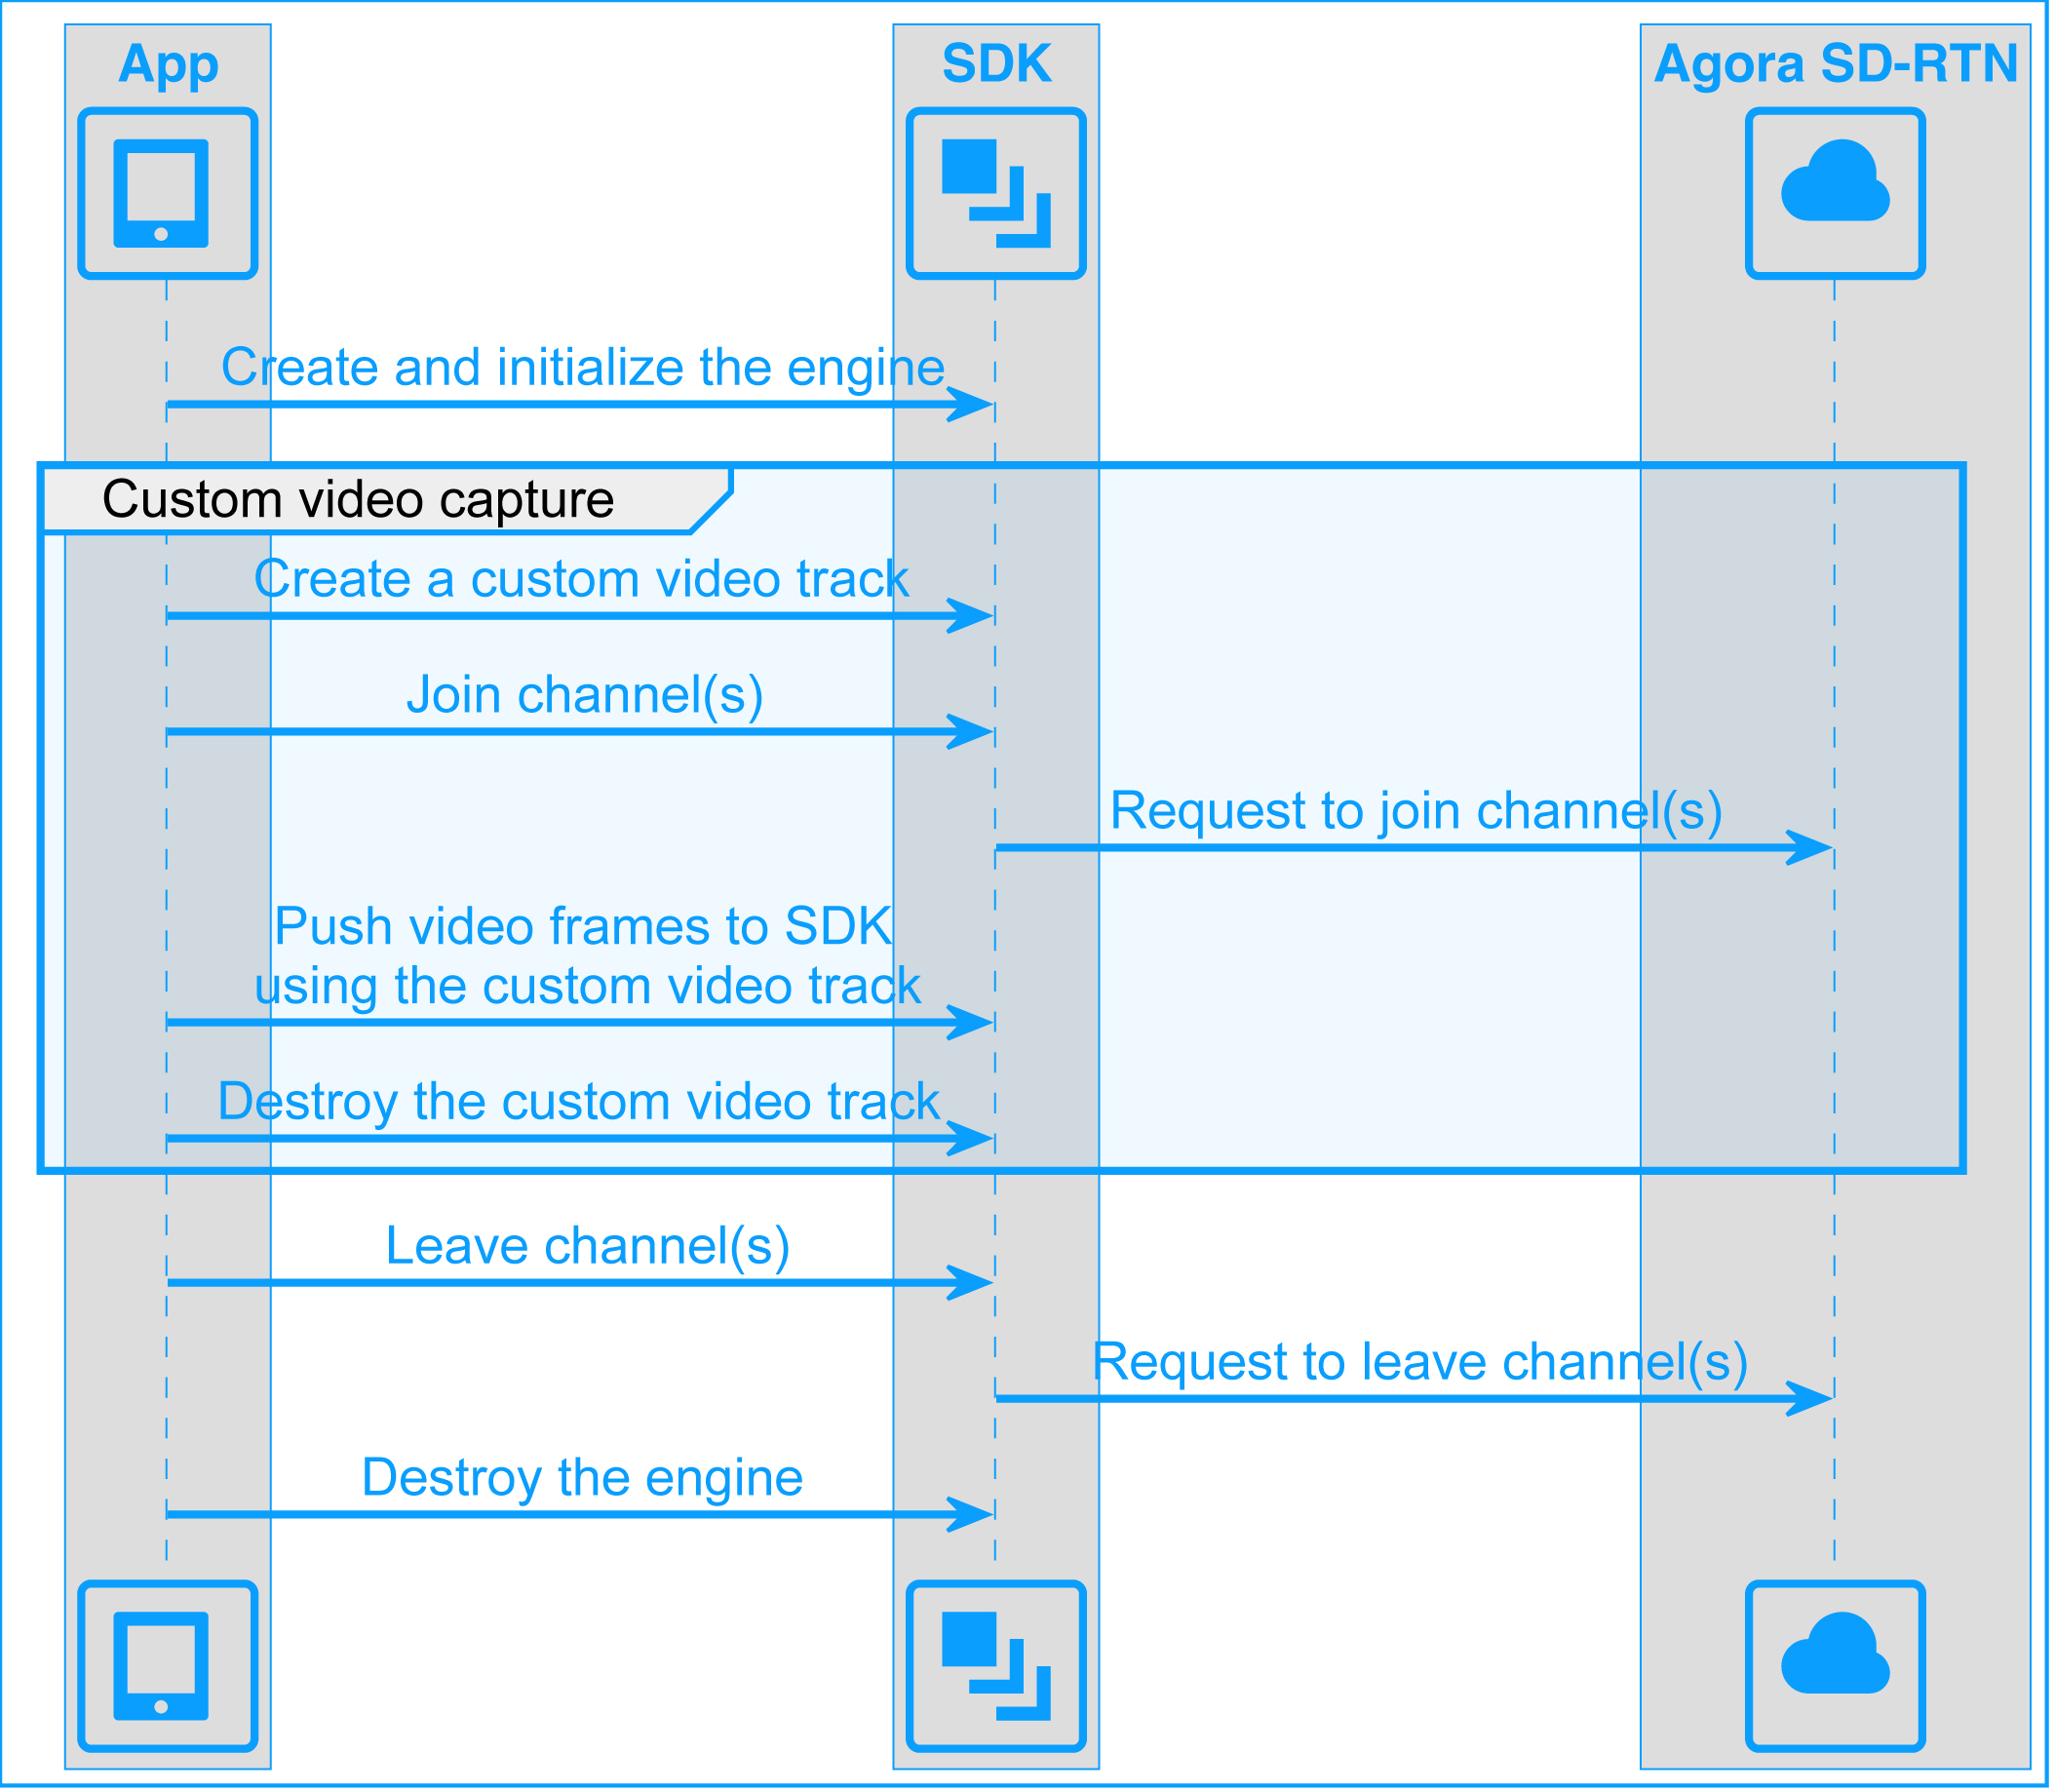 App
SDK
Agora SD-RTN
Create and initialize the engine
Custom video capture
Create a custom video track
Join channel(s)
Request to join channel(s)
Push video frames to SDK
using the custom video track
Destroy the custom video track
Leave channel(s)
Request to leave channel(s)
Destroy the engine